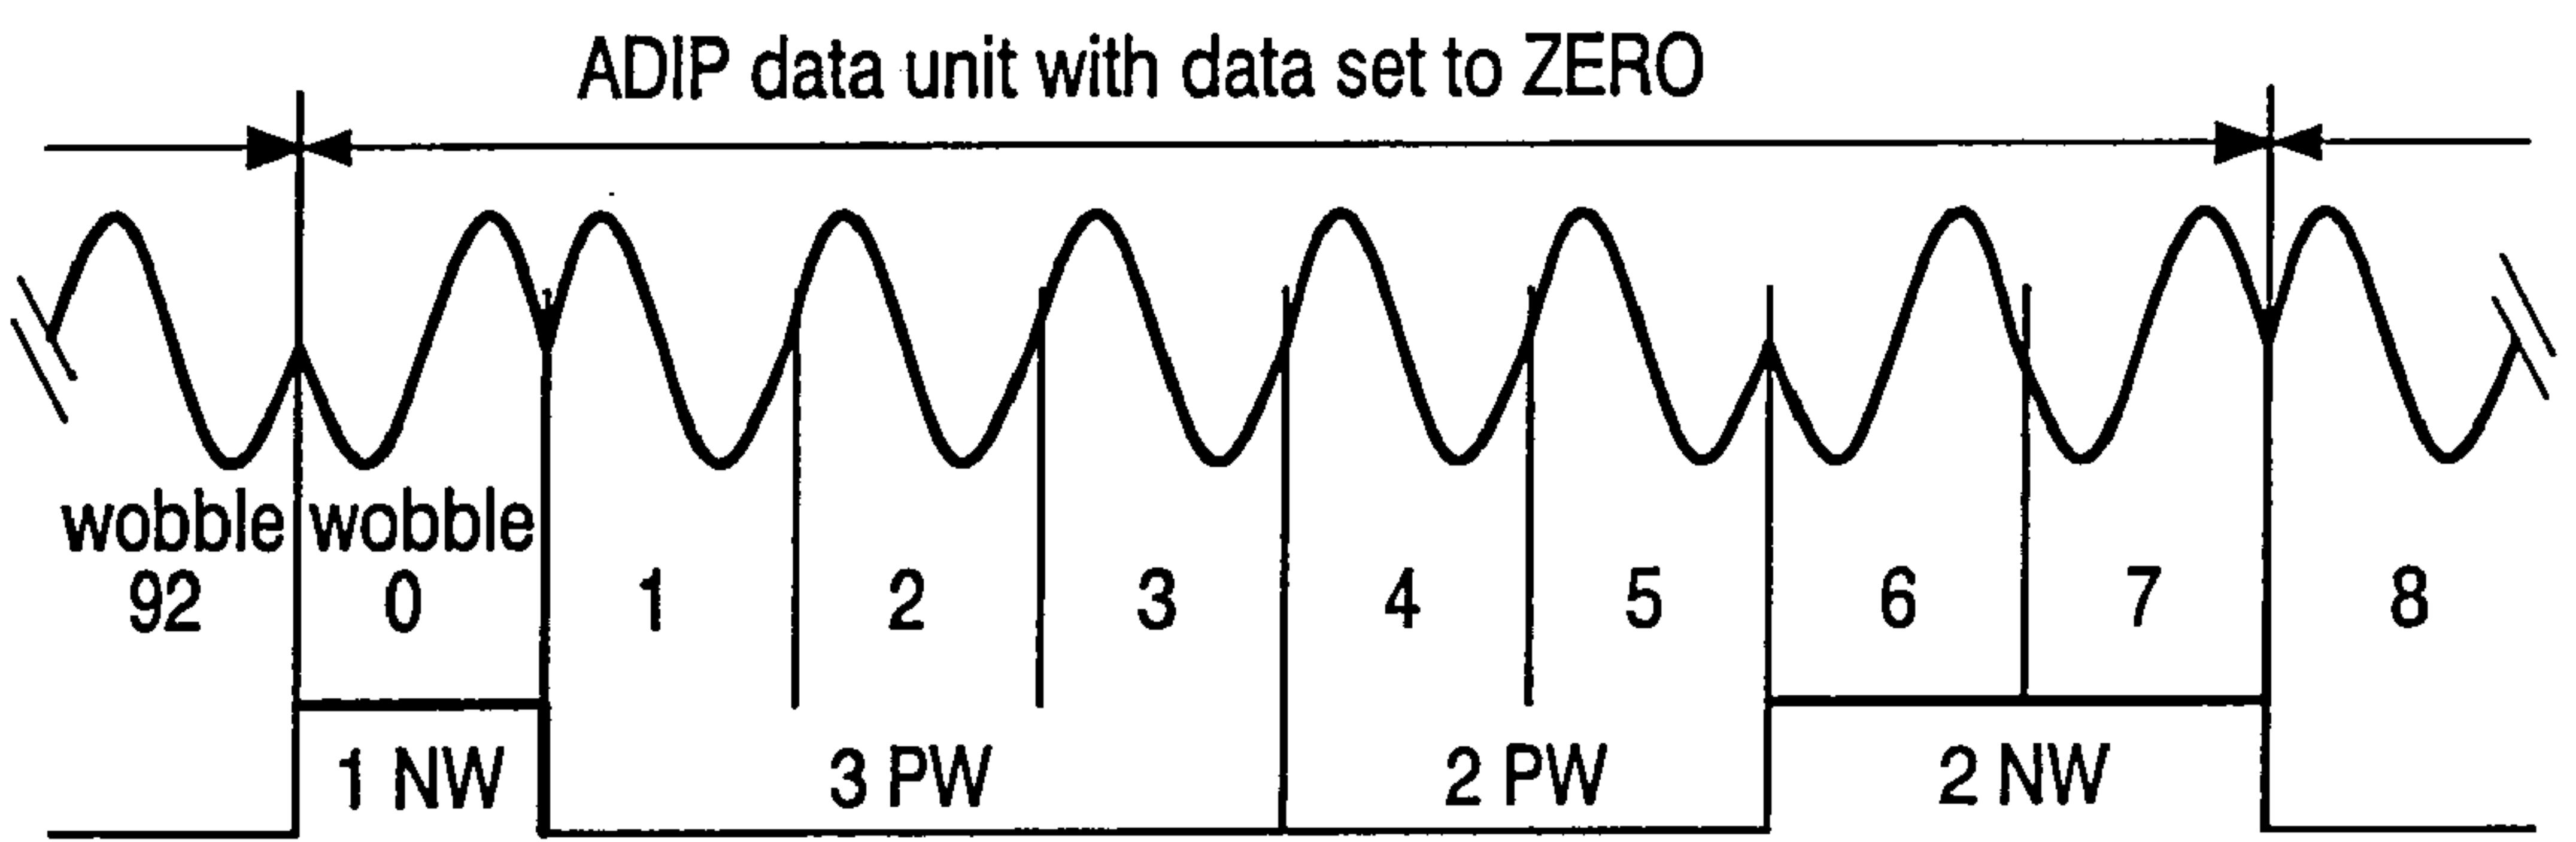 ADIP data unit with data set to ZERO
wobble wobble
92 0 1 2 3 4 5 6 7 8
1 NW 3 PW 2 PW 2 NW